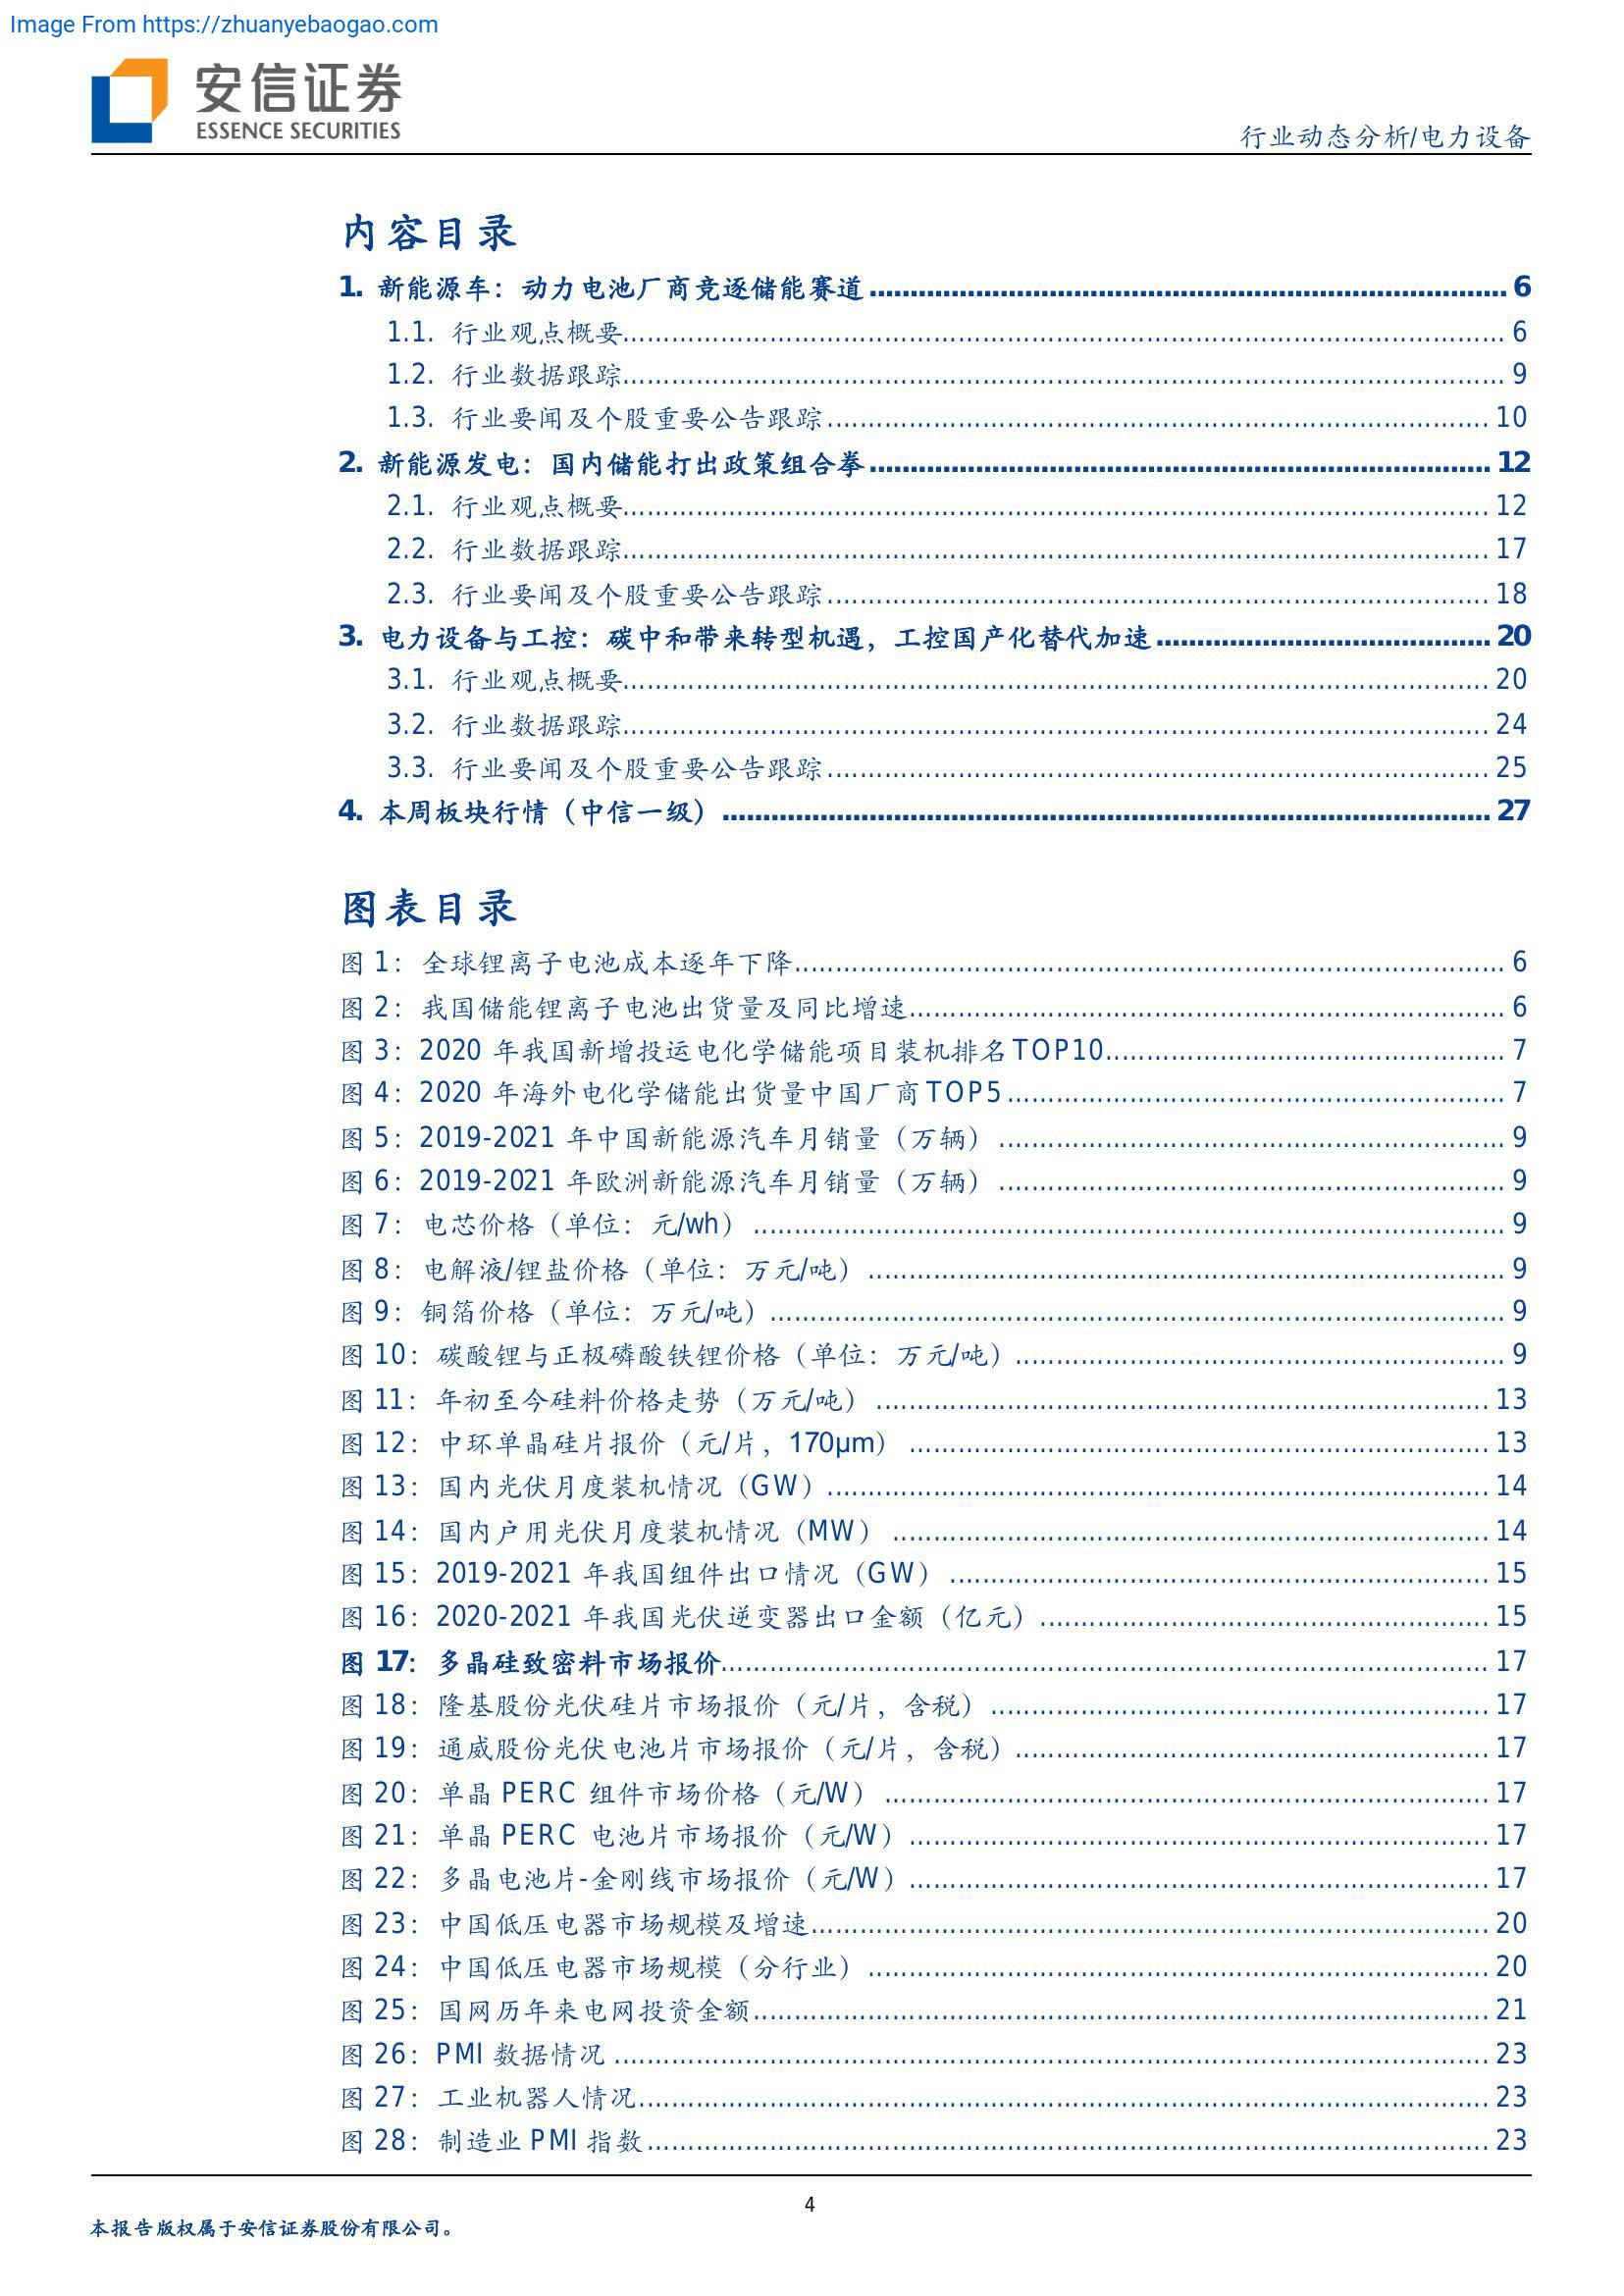 Image From https://zhuanyebaogao.com
安信证券
ESSENCE SECURITIES
行业动态分析/电力设备
内容目录
1. 新能源车：动力电池厂商竞逐储能赛道 6
1.1. 行业观点概要 6
1.2. 行业数据跟踪 9
1.3. 行业要闻及个股重要公告跟踪 10
2. 新能源发电：国内储能打出政策组合拳 12
2.1. 行业观点概要 12
2.2. 行业数据跟踪 17
2.3. 行业要闻及个股重要公告跟踪 18
3. 电力设备与工控：碳中和带来转型机遇，工控国产化替代加速 20
3.1. 行业观点概要 20
3.2. 行业数据跟踪 24
3.3. 行业要闻及个股重要公告跟踪 25
4. 本周板块行情（中信一级） 27
图表目录
图 1：全球锂离子电池成本逐年下降 6
图 2：我国储能锂离子电池出货量及同比增速 6
图 3：2020 年我国新增投运电化学储能项目装机排名 TOP10 7
图 4：2020 年海外电化学储能出货量中国厂商 TOP5 7
图 5：2019-2021 年中国新能源汽车月销量（万辆） 9
图 6：2019-2021 年欧洲新能源汽车月销量（万辆） 9
图 7：电芯价格（单位：元/wh） 9
图 8：电解液/锂盐价格（单位：万元/吨） 9
图 9：铜箔价格（单位：万元/吨） 9
图 10：碳酸锂与正极磷酸铁锂价格（单位：万元/吨） 9
图 11：年初至今硅料价格走势（万元/吨） 13
图 12：中环单晶硅片报价（元/片，170μm） 13
图 13：国内光伏月度装机情况（GW） 14
图 14：国内户用光伏月度装机情况（MW） 14
图 15：2019-2021 年我国组件出口情况（GW） 15
图 16：2020-2021 年我国光伏逆变器出口金额（亿元） 15
图 17：多晶硅致密料市场报价 17
图 18：隆基股份光伏硅片市场报价（元/片，含税） 17
图 19：通威股份光伏电池片市场报价（元/片，含税） 17
图 20：单晶 PERC 组件市场价格（元/W） 17
图 21：单晶 PERC 电池片市场报价（元/W） 17
图 22：多晶电池片-金刚线市场报价（元/W） 17
图 23：中国低压电器市场规模及增速 20
图 24：中国低压电器市场规模（分行业） 20
图 25：国网历年来电网投资金额 21
图 26：PMI 数据情况 23
图 27：工业机器人情况 23
图 28：制造业 PMI 指数 23
4
本报告版权属于安信证券股份有限公司。